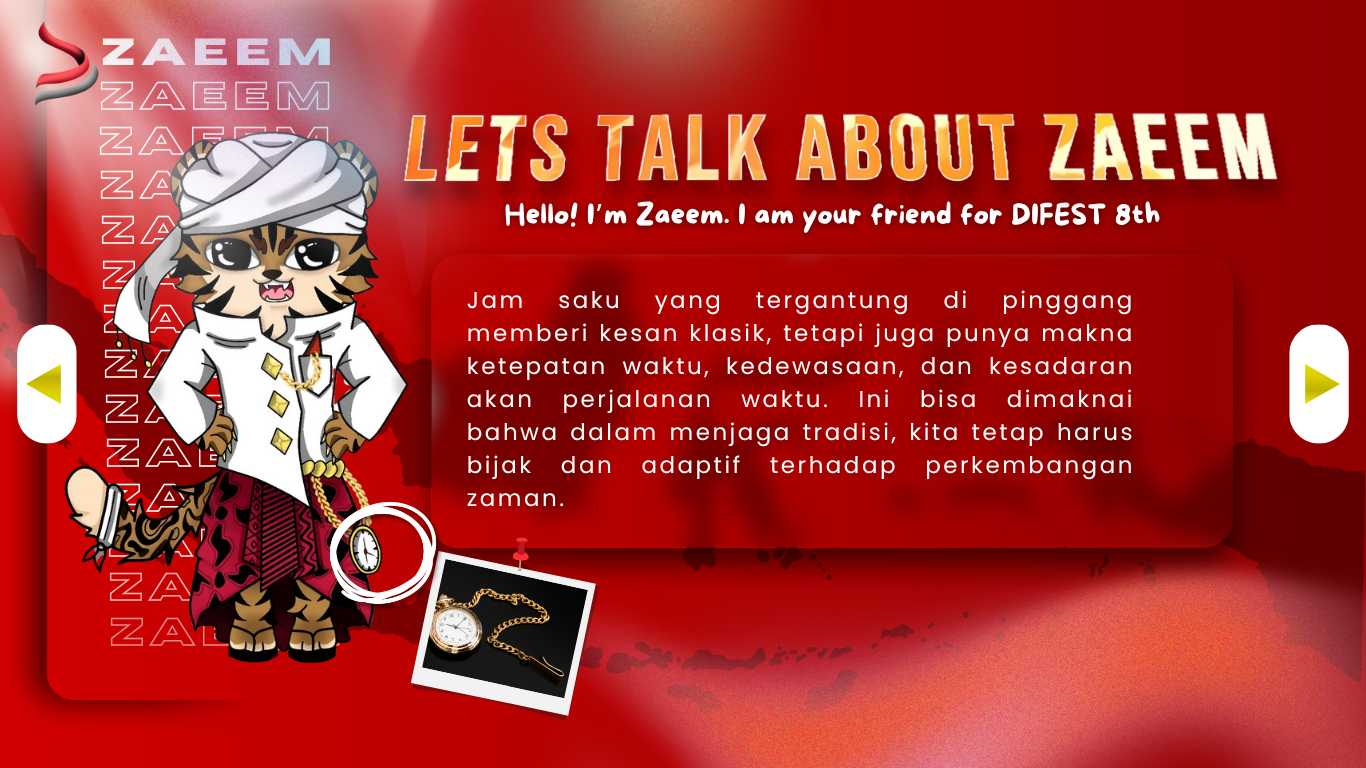 ZAEEM
ZAEEM
ZAEEM
LETS TALK ABOUT ZAEEM
Hello! I'm Zaeem. I am your friend for DIFEST 8th
Jam saku yang tergantung di pinggang
memberi kesan klasik, tetapi juga punya makna
ketepatan waktu, kedewasaan, dan kesadaran
akan perjalanan waktu. Ini bisa dimaknai
bahwa dalam menjaga tradisi, kita tetap harus
bijak dan adaptif terhadap perkembangan
zaman.